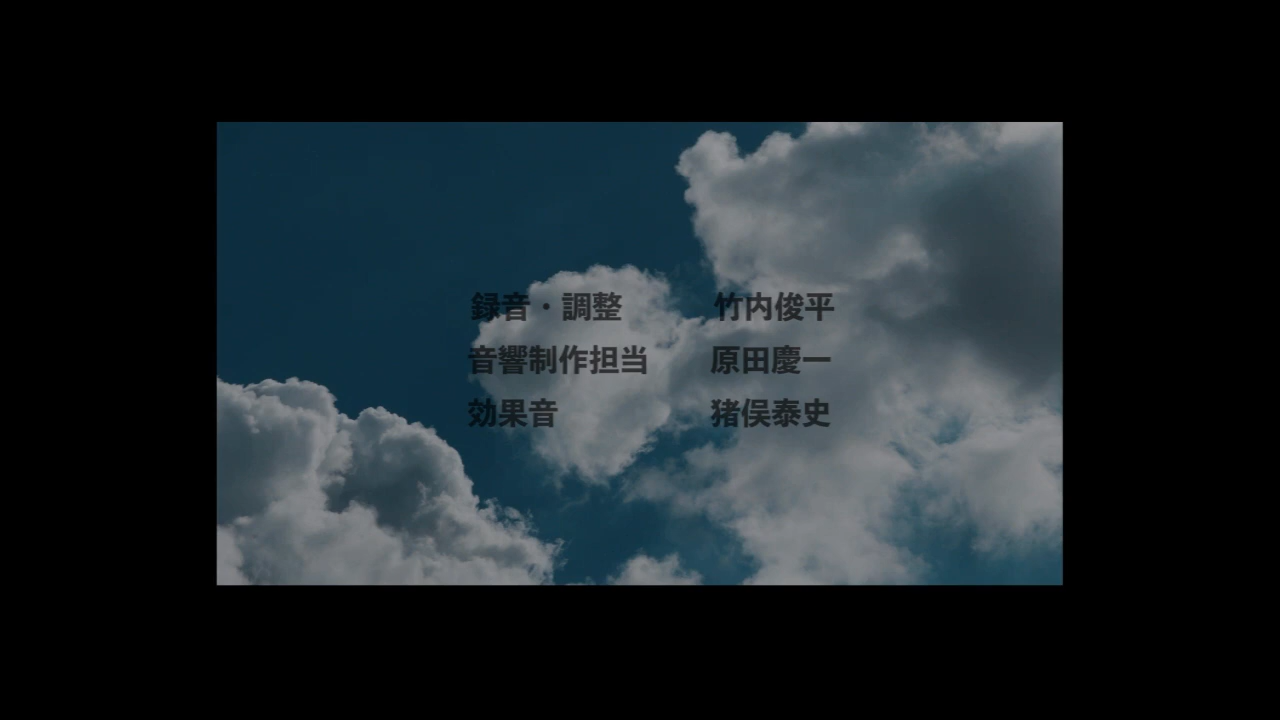 録音・調整 竹内俊平
音響制作担当 原田慶一
効果音 猪俣泰史